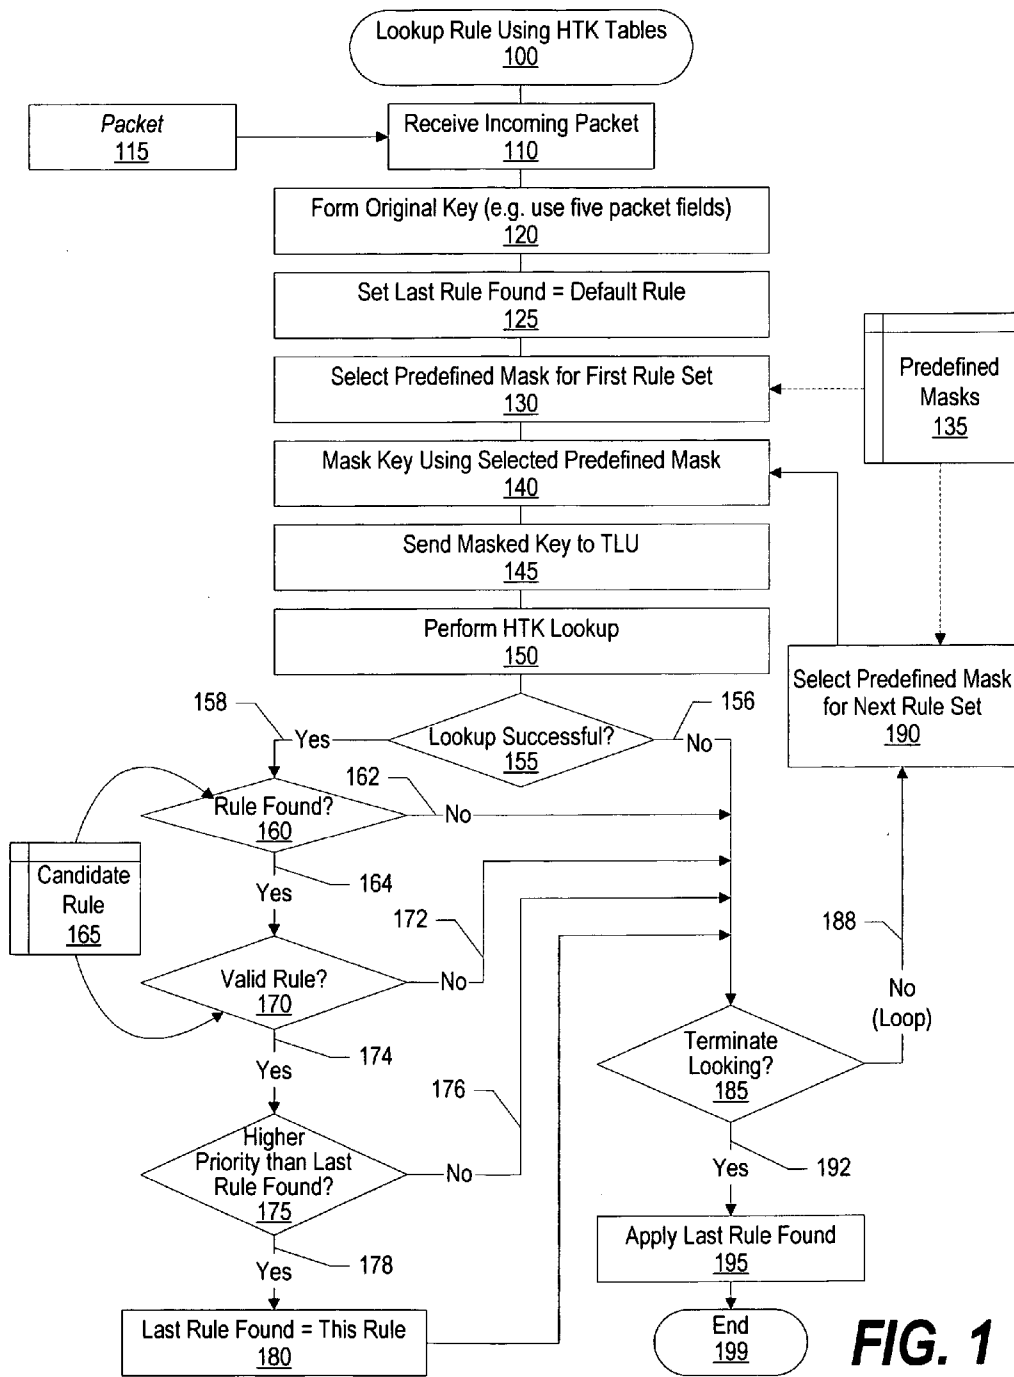 Lookup Rule Using HTK Tables
100
Packet
115
Receive Incoming Packet
110
Form Original Key (e.g. use five packet fields)
120
Set Last Rule Found = Default Rule
125
Select Predefined Mask for First Rule Set
130
Predefined
Masks
135
Mask Key Using Selected Predefined Mask
140
Send Masked Key to TLU
145
Perform HTK Lookup
150
Select Predefined Mask
for Next Rule Set
190
158
Yes
Lookup Successful?
155
156
No
Rule Found?
160
162
No
164
Yes
Candidate
Rule
165
172
Valid Rule?
170
No
174
Yes
176
Higher
Priority than Last
Rule Found?
175
No
178
Yes
Last Rule Found = This Rule
180
188
No
(Loop)
Terminate
Looking?
185
192
Yes
Apply Last Rule Found
195
End
199
FIG. 1